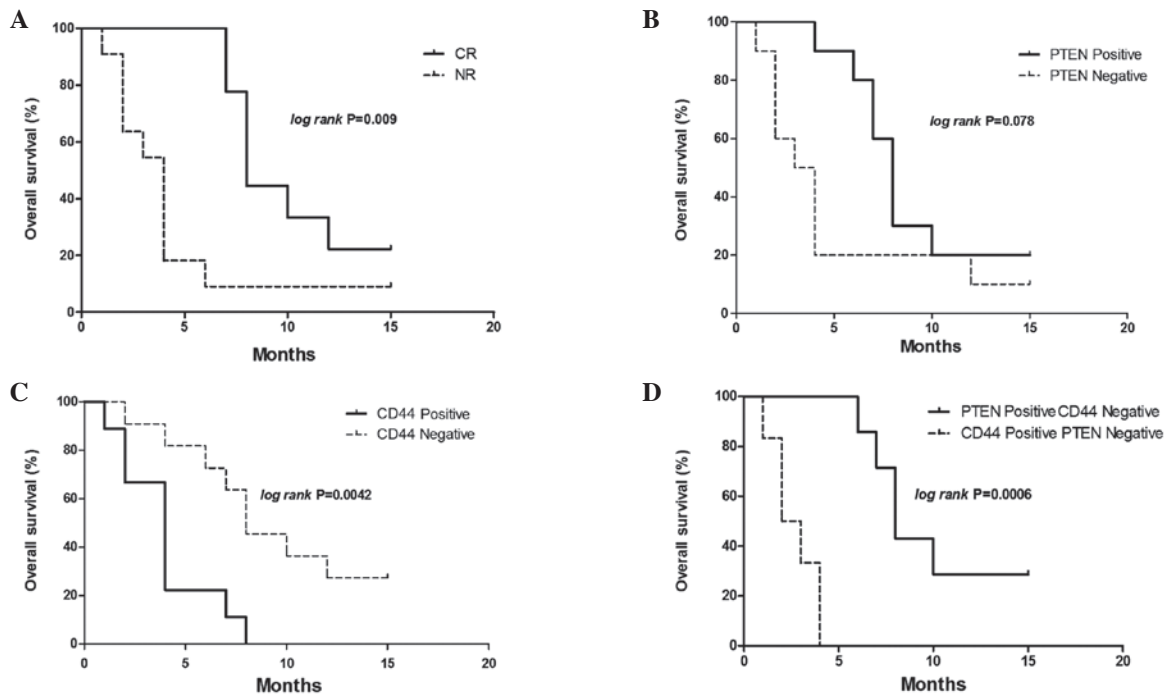 A
Overall survival (%)
100
80
60
40
20
0
0 5 10 15 20
Months
CR
NR
log rank P=0.009
B
Overall survival (%)
100
80
60
40
20
0
0 5 10 15 20
Months
PTEN Positive
PTEN Negative
log rank P=0.078
C
Overall survival (%)
100
80
60
40
20
0
0 5 10 15 20
Months
CD44 Positive
CD44 Negative
log rank P=0.0042
D
Overall survival (%)
100
80
60
40
20
0
0 5 10 15 20
Months
PTEN Positive CD44 Negative
CD44 Positive PTEN Negative
log rank P=0.0006